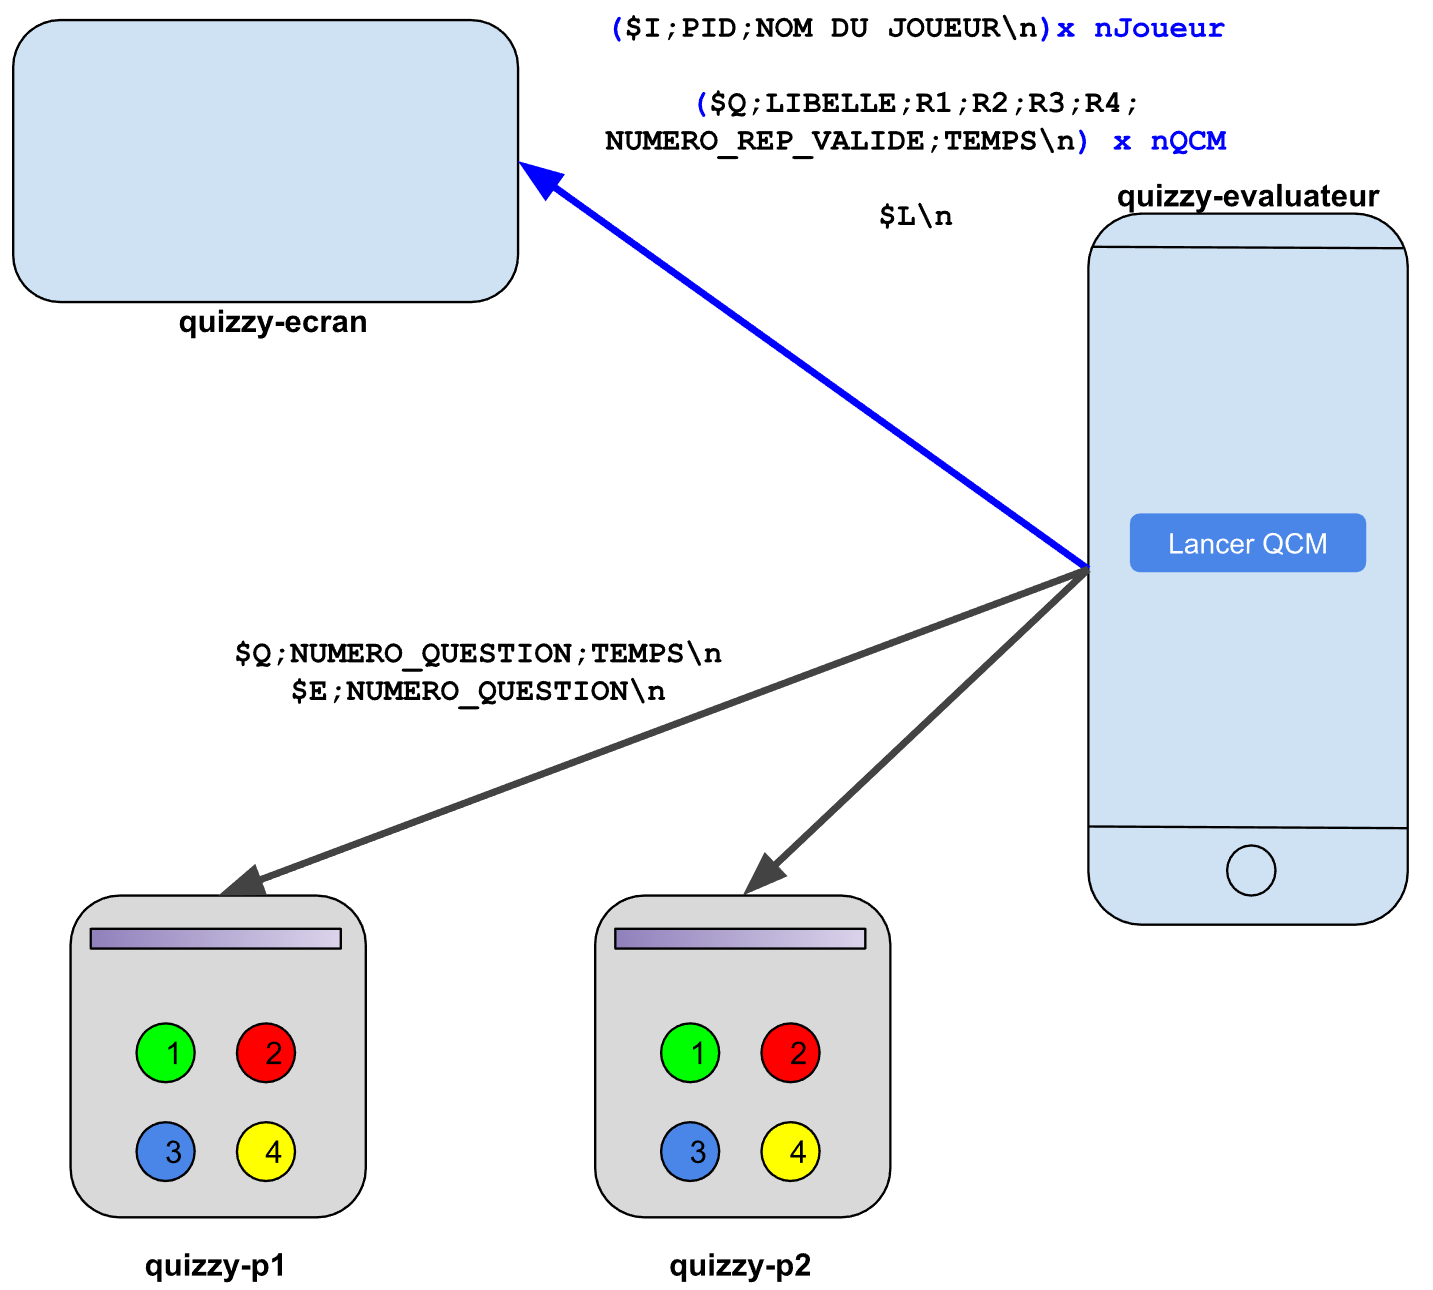 ($I;PID;NOM DU JOUEUR\n)x nJoueur
($Q;LIBELLE;R1;R2;R3;R4;
NUMERO_REP_VALIDE;TEMPS\n) x nQCM
quizzy-evaluateur
$L\n
quizzy-ecran
Lancer QCM
$Q;NUMERO_QUESTION;TEMPS\n
$E;NUMERO_QUESTION\n
1 2
3 4
quizzy-p1
1 2
3 4
quizzy-p2